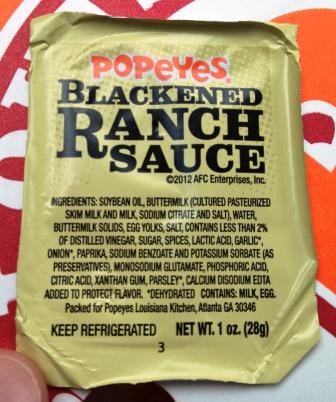 POPEYES®
BLACKENED
RANCH
SAUCE
©2012 AFC Enterprises, Inc.
INGREDIENTS: SOYBEAN OIL, BUTTERMILK (CULTURED PASTEURIZED
SKIM MILK AND MILK, SODIUM CITRATE AND SALT), WATER,
BUTTERMILK SOLIDS, EGG YOLKS, SALT, CONTAINS LESS THAN 2%
OF DISTILLED VINEGAR, SUGAR, SPICES, LACTIC ACID, GARLIC*,
ONION*, PAPRIKA, SODIUM BENZOATE AND POTASSIUM SORBATE (AS
PRESERVATIVES), MONOSODIUM GLUTAMATE, PHOSPHORIC ACID,
CITRIC ACID, XANTHAN GUM, PARSLEY*, CALCIUM DISODIUM EDTA
ADDED TO PROTECT FLAVOR. *DEHYDRATED CONTAINS: MILK, EGG.
Packed for Popeyes Louisiana Kitchen, Atlanta GA 30346
KEEP REFRIGERATED NET WT. 1 oz. (28g)
3